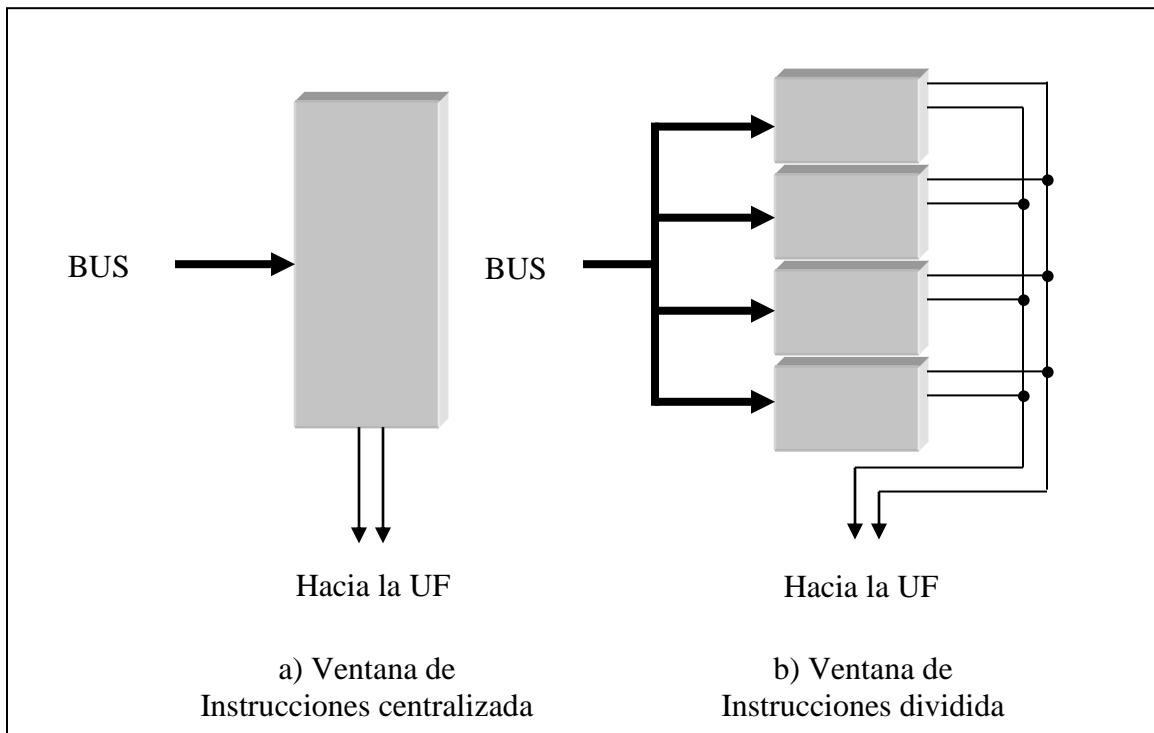 BUS
Hacia la UF
a) Ventana de
Instrucciones centralizada
BUS
Hacia la UF
b) Ventana de
Instrucciones dividida